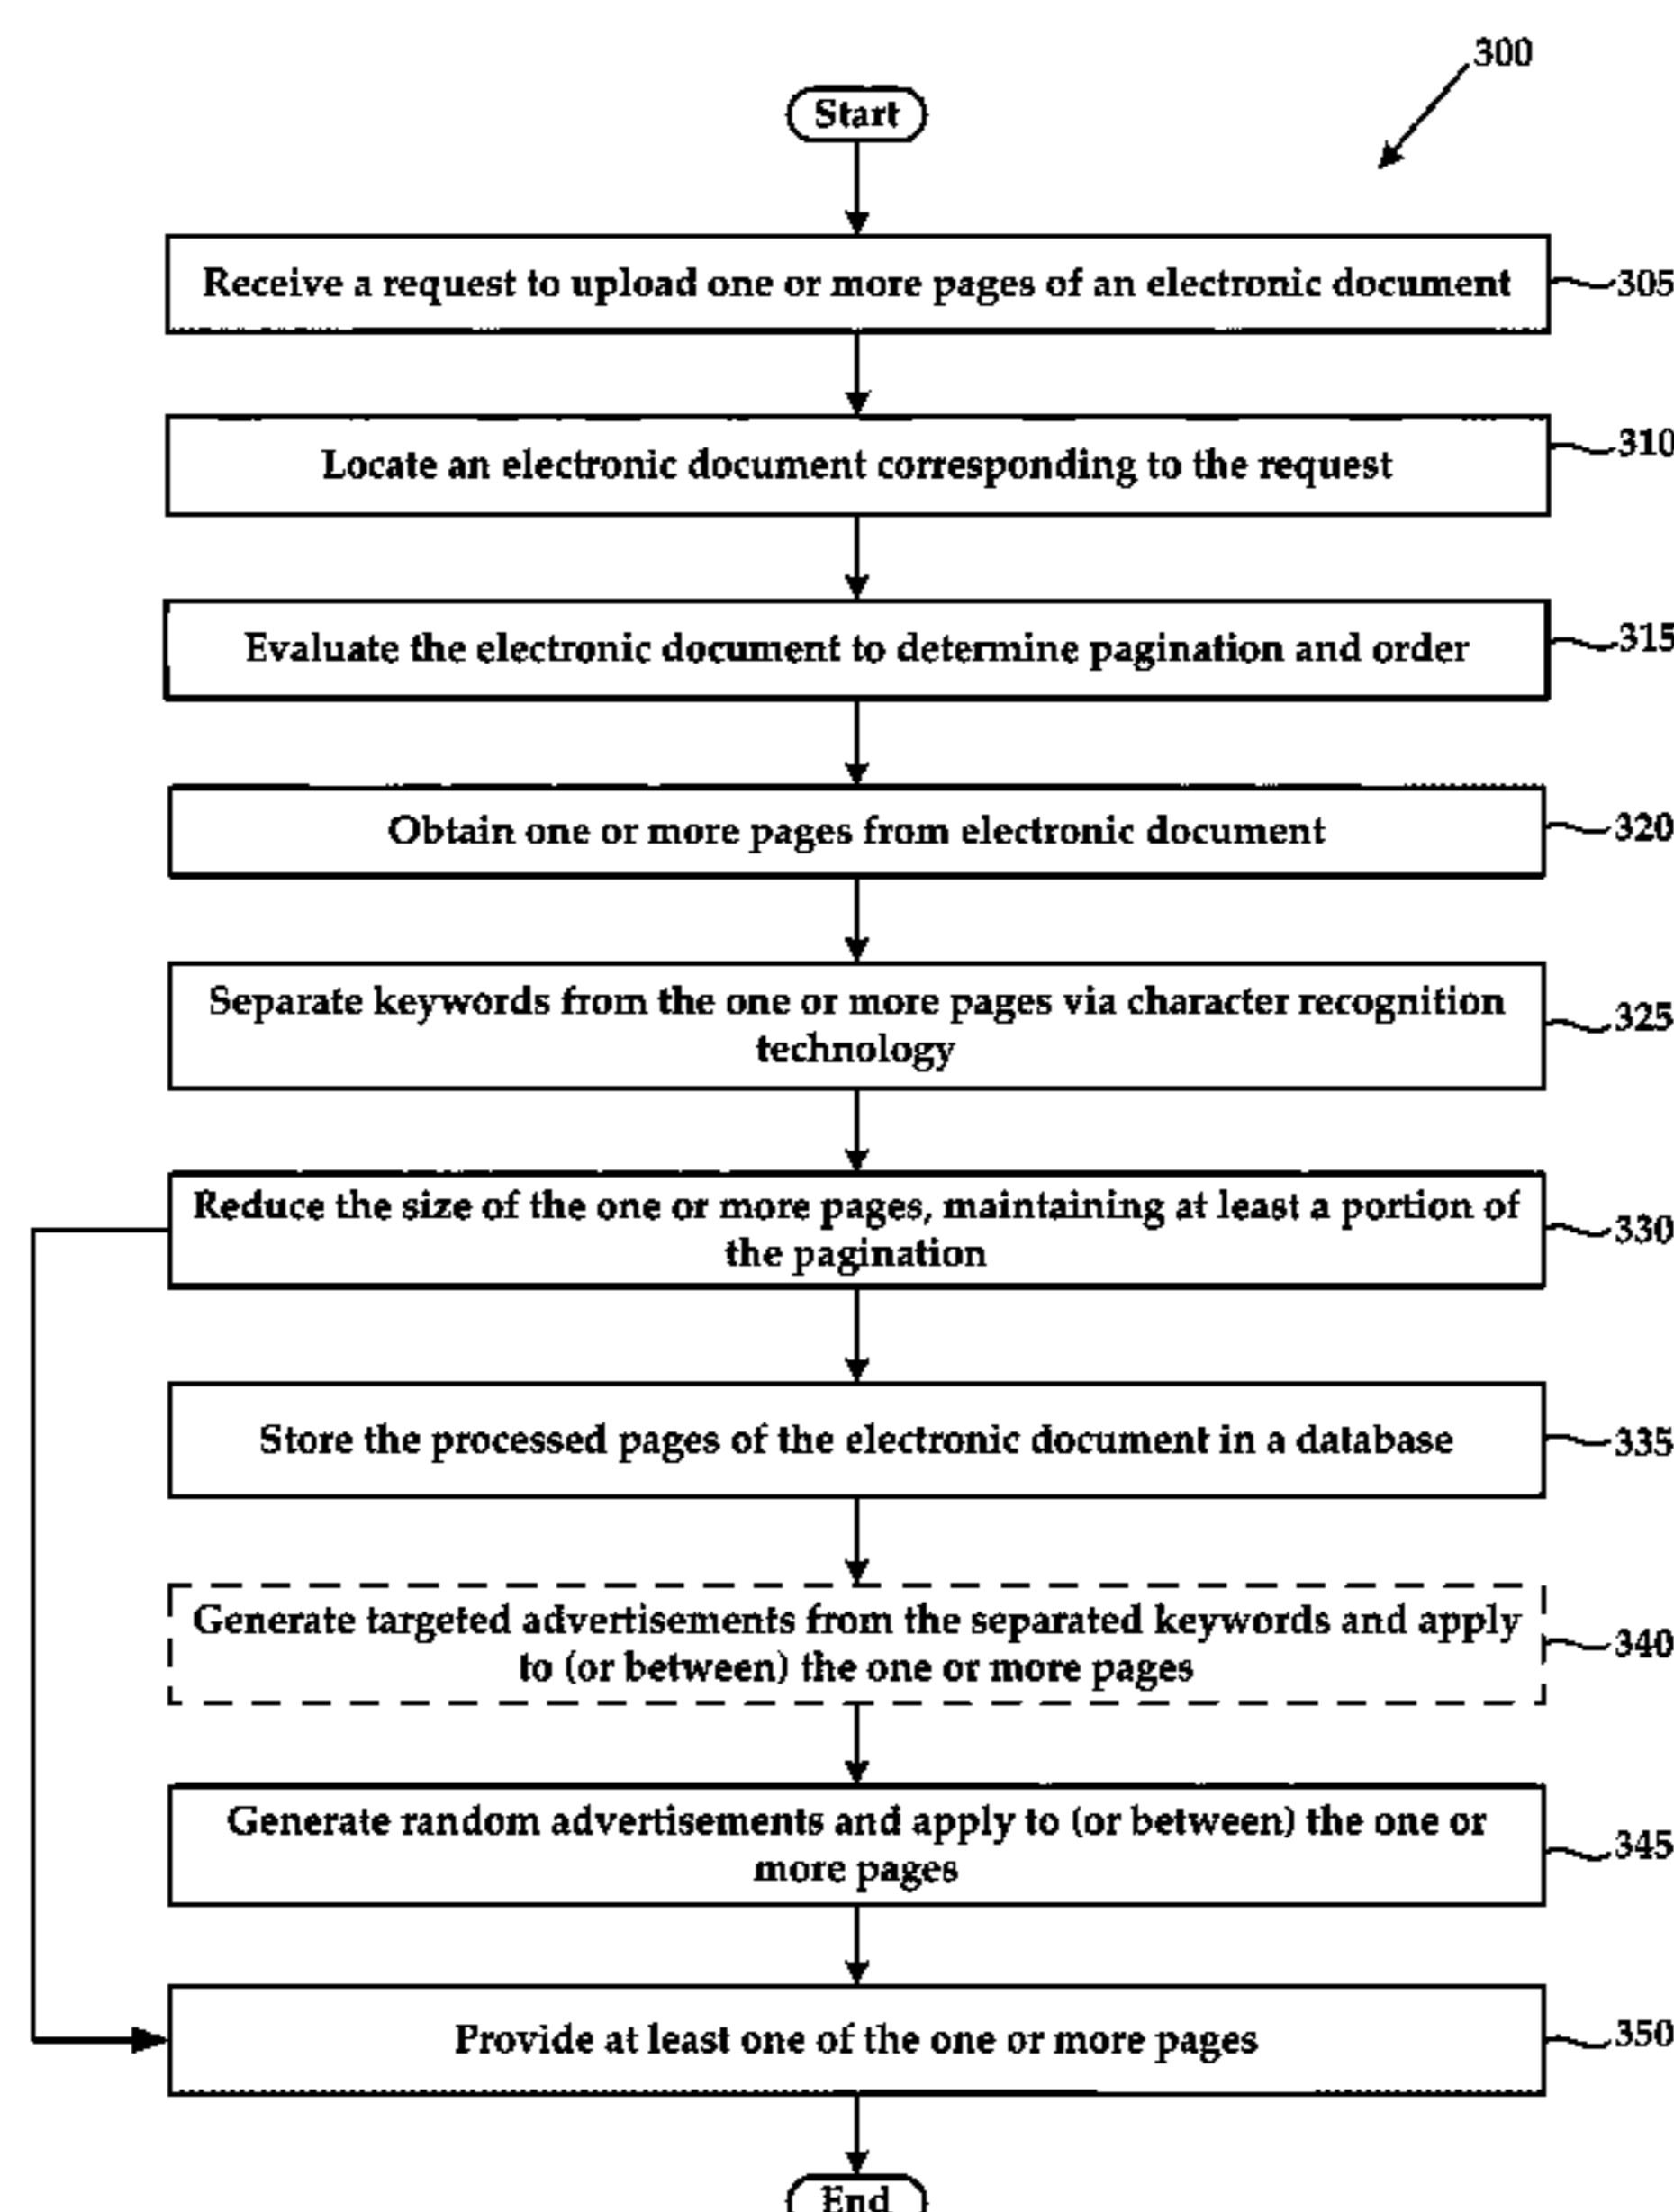 300
Start
Receive a request to upload one or more pages of an electronic document
305
Locate an electronic document corresponding to the request
310
Evaluate the electronic document to determine pagination and order
315
Obtain one or more pages from electronic document
320
Separate keywords from the one or more pages via character recognition
technology
325
Reduce the size of the one or more pages, maintaining at least a portion of
the pagination
330
Store the processed pages of the electronic document in a database
335
Generate targeted advertisements from the separated keywords and apply
to (or between) the one or more pages
340
Generate random advertisements and apply to (or between) the one or
more pages
345
Provide at least one of the one or more pages
350
End